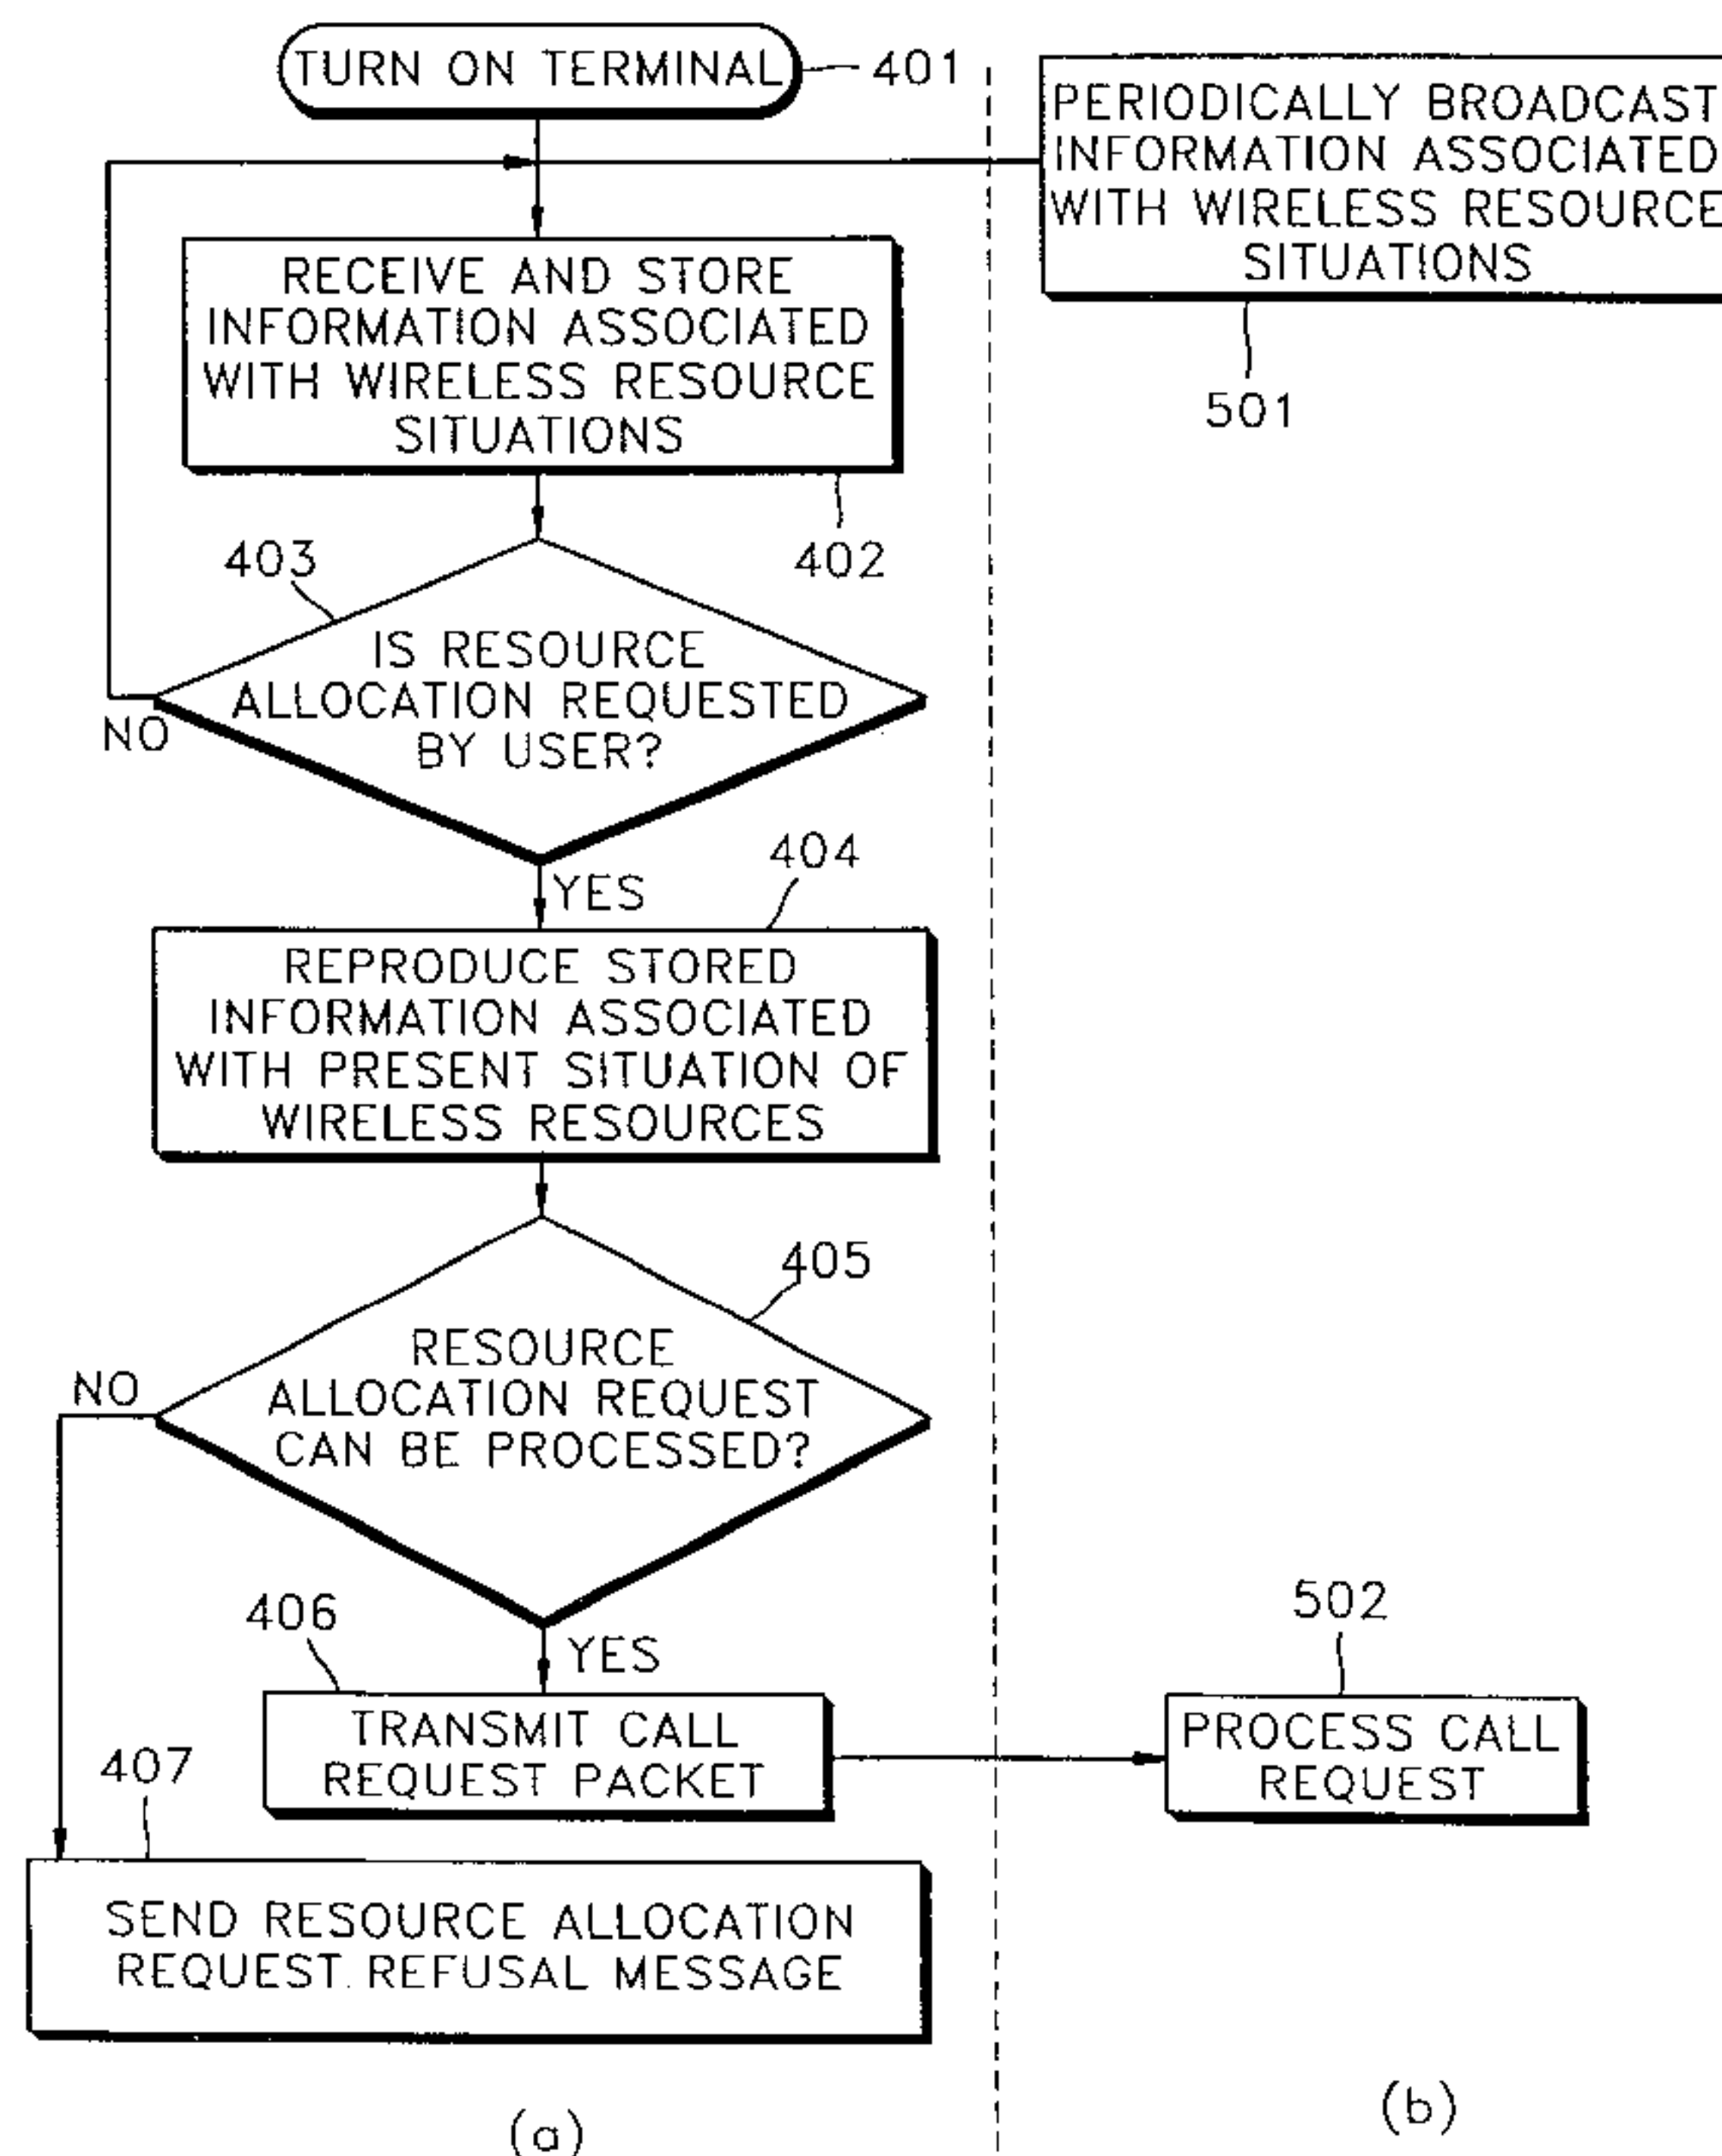 TURN ON TERMINAL
401
PERIODICALLY BROADCAST
INFORMATION ASSOCIATED
WITH WIRELESS RESOURCE
SITUATIONS
501
RECEIVE AND STORE
INFORMATION ASSOCIATED
WITH WIRELESS RESOURCE
SITUATIONS
402
403
IS RESOURCE
ALLOCATION REQUESTED
BY USER?
NO
YES
404
REPRODUCE STORED
INFORMATION ASSOCIATED
WITH PRESENT SITUATION OF
WIRELESS RESOURCES
405
RESOURCE
ALLOCATION REQUEST
CAN BE PROCESSED?
NO
YES
406
TRANSMIT CALL
REQUEST PACKET
502
PROCESS CALL
REQUEST
407
SEND RESOURCE ALLOCATION
REQUEST REFUSAL MESSAGE
(a)
(b)